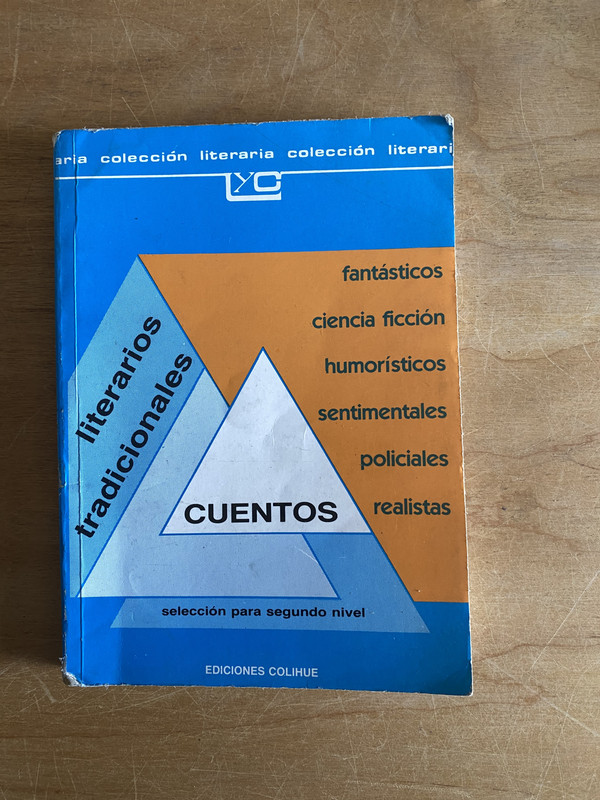 aria colección literaria colección literari
LyC
literarios
tradicionales
fantásticos
ciencia ficción
humorísticos
sentimentales
policiales
realistas
CUENTOS
selección para segundo nivel
EDICIONES COLIHUE